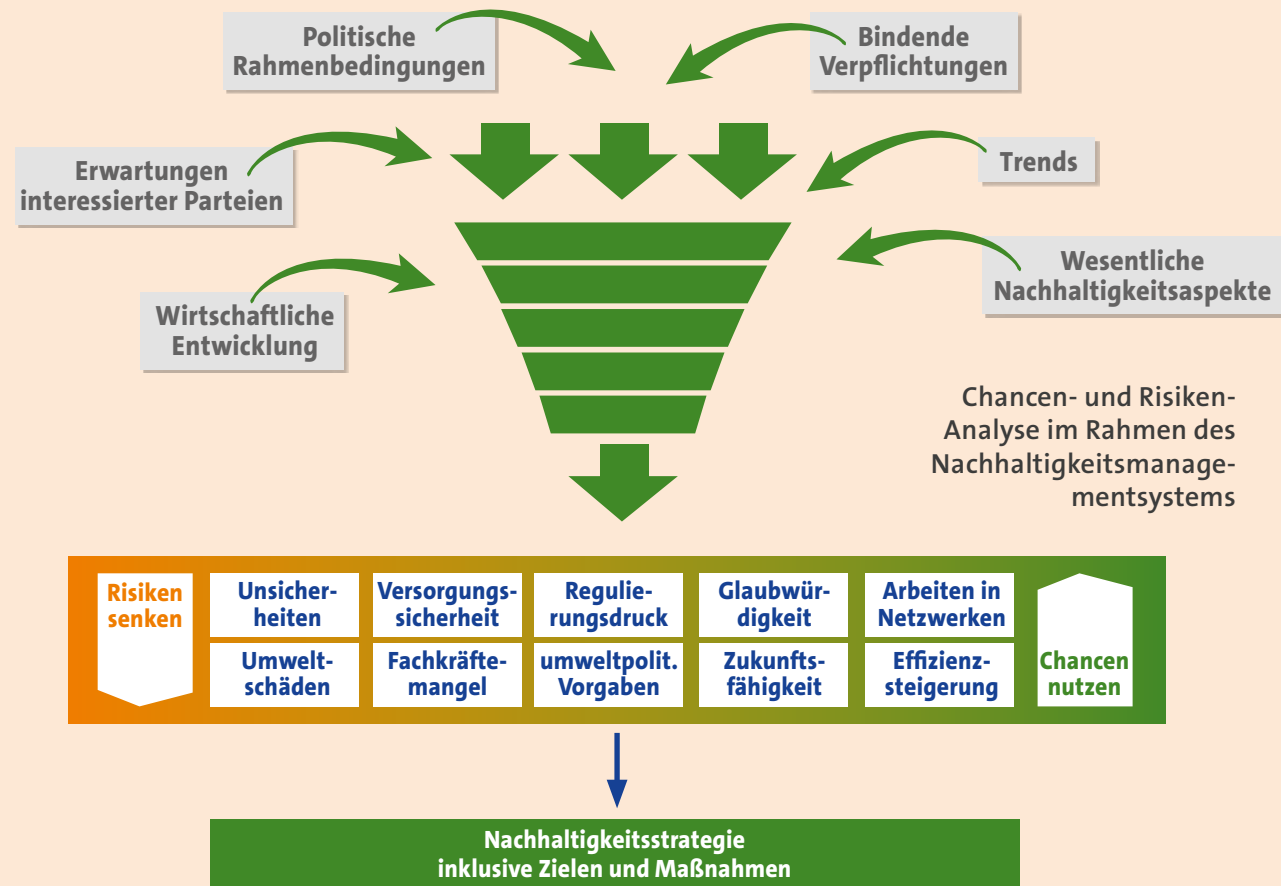 Politische
Rahmenbedingungen
Bindende
Verpflichtungen
Erwartungen
interessierter Parteien
Trends
Wirtschaftliche
Entwicklung
Wesentliche
Nachhaltigkeitsaspekte
Chancen- und Risiken-
Analyse im Rahmen des
Nachhaltigkeitsmanage-
mentsystems
Risiken
senken
Unsicher-
heiten
Versorgungs-
sicherheit
Regulie-
rungsdruck
Glaubwür-
digkeit
Arbeiten in
Netzwerken
Umwelt-
schäden
Fachkräfte-
mangel
umweltpolit.
Vorgaben
Zukunfts-
fähigkeit
Effizienz-
steigerung
Chancen
nutzen
Nachhaltigkeitsstrategie
inklusive Zielen und Maßnahmen